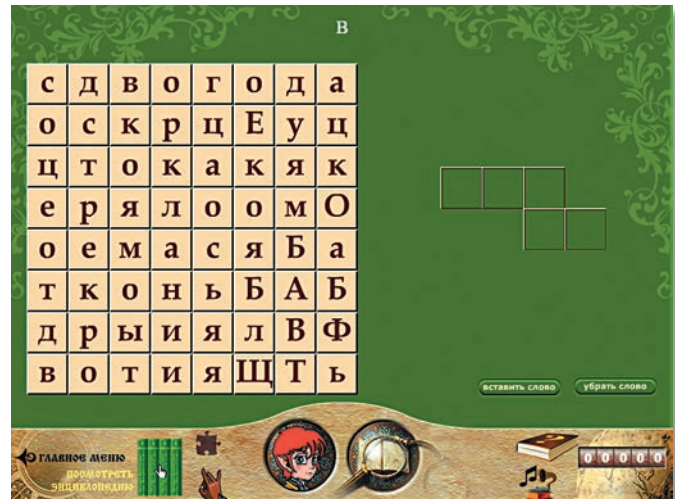 В
с д в о г о д а
о с к р ц Е у ц
ц т о к а к я к
е р я л о о м О
о е м а с я Б а
т к о н ь Б А Б
д р ы и я л В Ф
в о т и я Щ Т ь
вставить слово убрать слово
ГЛАВНОЕ МЕНЮ
ПОСМОТРЕТЬ
ЭНЦИКЛОПЕДИЮ
0 0 0 0 0